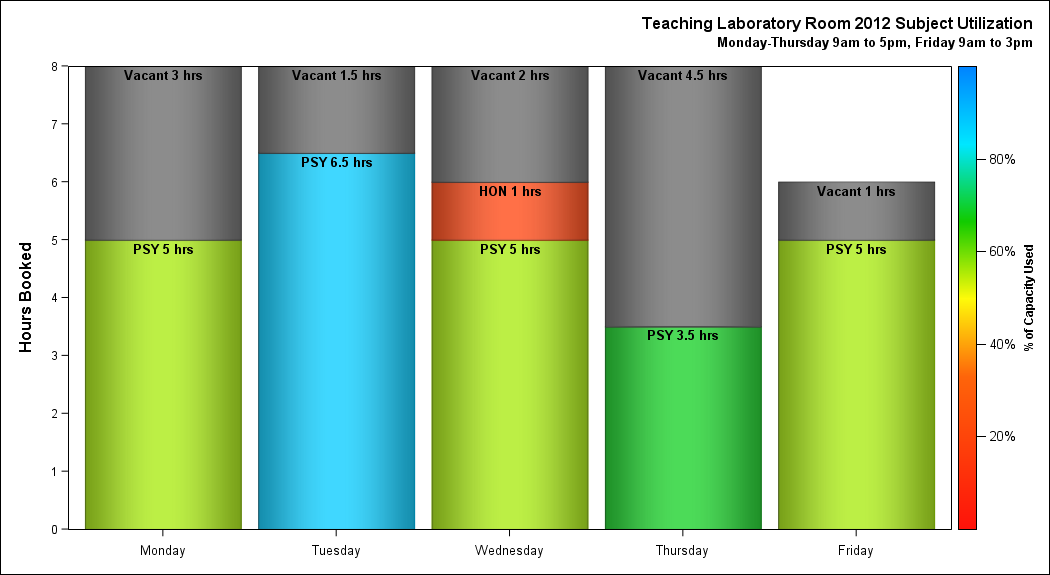 Teaching Laboratory Room 2012 Subject Utilization
Monday-Thursday 9am to 5pm, Friday 9am to 3pm
Hours Booked
8
7
6
5
4
3
2
1
0
Vacant 3 hrs
PSY 5 hrs
Vacant 1.5 hrs
PSY 6.5 hrs
Vacant 2 hrs
HON 1 hrs
PSY 5 hrs
Vacant 4.5 hrs
PSY 3.5 hrs
Vacant 1 hrs
PSY 5 hrs
Monday
Tuesday
Wednesday
Thursday
Friday
80%
60%
40%
20%
% of Capacity Used